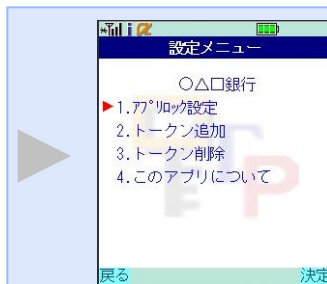 設定メニュー
○△口銀行
1.アプリロック設定
2.トークン追加
3.トークン削除
4.このアプリについて
戻る
決定